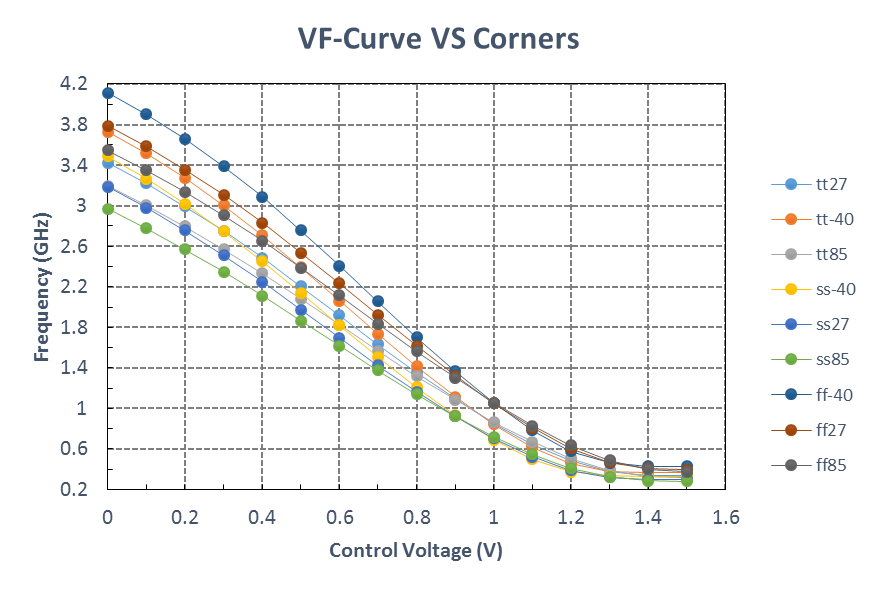 VF-Curve VS Corners
4.2
3.8
3.4
3
2.6
2.2
1.8
1.4
1
0.6
0.2
Frequency (GHz)
0 0.2 0.4 0.6 0.8 1 1.2 1.4 1.6
Control Voltage (V)
tt27
tt-40
tt85
ss-40
ss27
ss85
ff-40
ff27
ff85